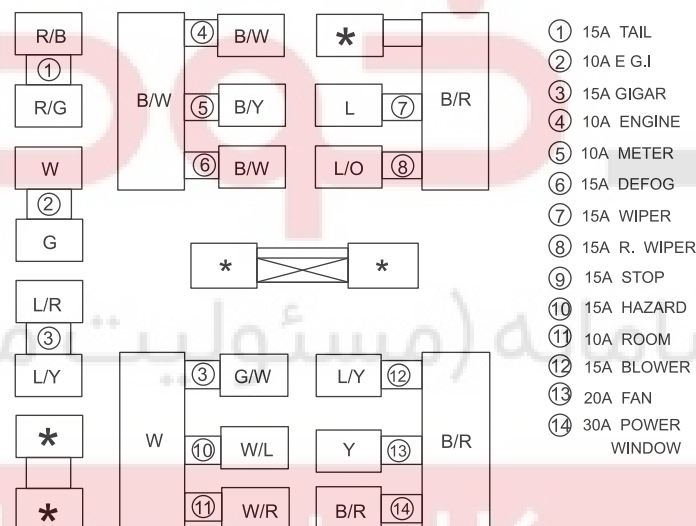 R/B
①
R/G
W
②
G
L/R
③
L/Y
*
*
B/W
④ B/W
⑤ B/Y
⑥ B/W
*
L ⑦
L/O ⑧
B/R
* *
W
③ G/W
⑩ W/L
⑪ W/R
L/Y ⑫
Y ⑬
B/R ⑭
B/R
① 15A TAIL
② 10A E G.I
③ 15A GIGAR
④ 10A ENGINE
⑤ 10A METER
⑥ 15A DEFOG
⑦ 15A WIPER
⑧ 15A R. WIPER
⑨ 15A STOP
⑩ 15A HAZARD
⑪ 10A ROOM
⑫ 15A BLOWER
⑬ 20A FAN
⑭ 30A POWER
WINDOW